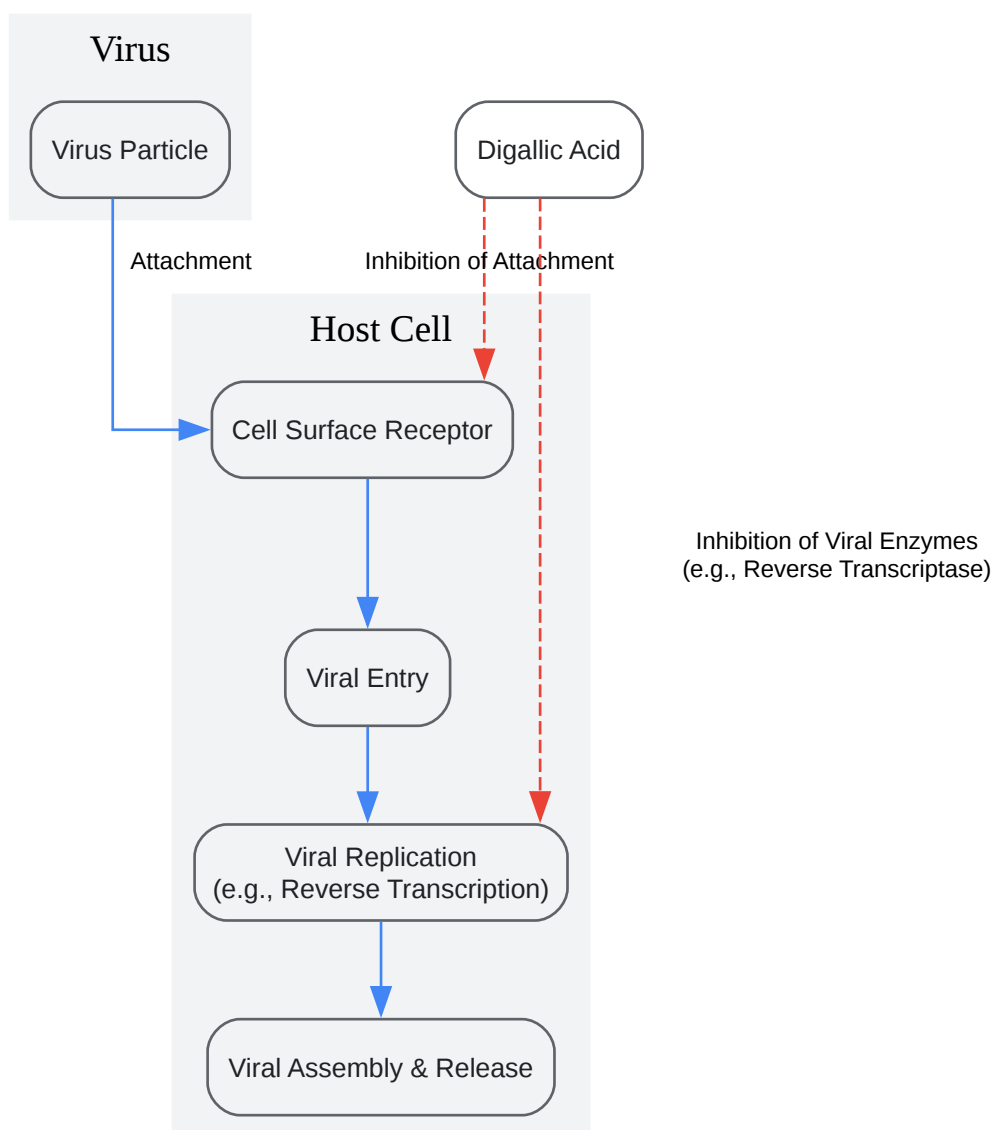 Virus
Virus Particle
Digallic Acid
Attachment
Inhibition of Attachment
Host Cell
Cell Surface Receptor
Inhibition of Viral Enzymes
(e.g., Reverse Transcriptase)
Viral Entry
Viral Replication
(e.g., Reverse Transcription)
Viral Assembly & Release